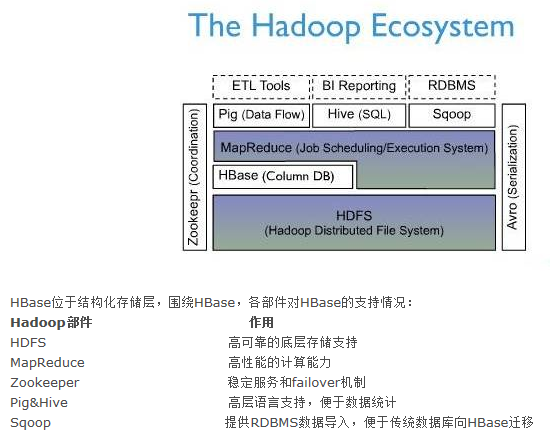 The Hadoop Ecosystem
ETL Tools
BI Reporting
RDBMS
Pig (Data Flow)
Hive (SQL)
Sqoop
MapReduce (Job Scheduling/Execution System)
HBase (Column DB)
HDFS
(Hadoop Distributed File System)
Zookeepr (Coordination)
Avro (Serialization)
HBase位于结构化存储层，围绕HBase，各部件对HBase的支持情况：
Hadoop部件 作用
HDFS 高可靠的底层存储支持
MapReduce 高性能的计算能力
Zookeeper 稳定服务和failover机制
Pig&Hive 高层语言支持，便于数据统计
Sqoop 提供RDBMS数据导入，便于传统数据库向HBase迁移